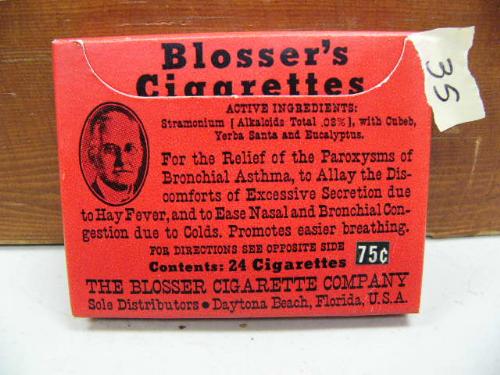 Blosser's
Cigarettes
35
ACTIVE INGREDIENTS:
Stramonium [Alkaloids Total .08%], with Cubeb,
Yerba Santa and Eucalyptus.
For the Relief of the Paroxysms of
Bronchial Asthma, to Allay the Dis-
comforts of Excessive Secretion due
to Hay Fever, and to Ease Nasal and Bronchial Con-
gestion due to Colds. Promotes easier breathing.
FOR DIRECTIONS SEE OPPOSITE SIDE
75¢
Contents: 24 Cigarettes
THE BLOSSER CIGARETTE COMPANY
Sole Distributors • Daytona Beach, Florida, U.S.A.